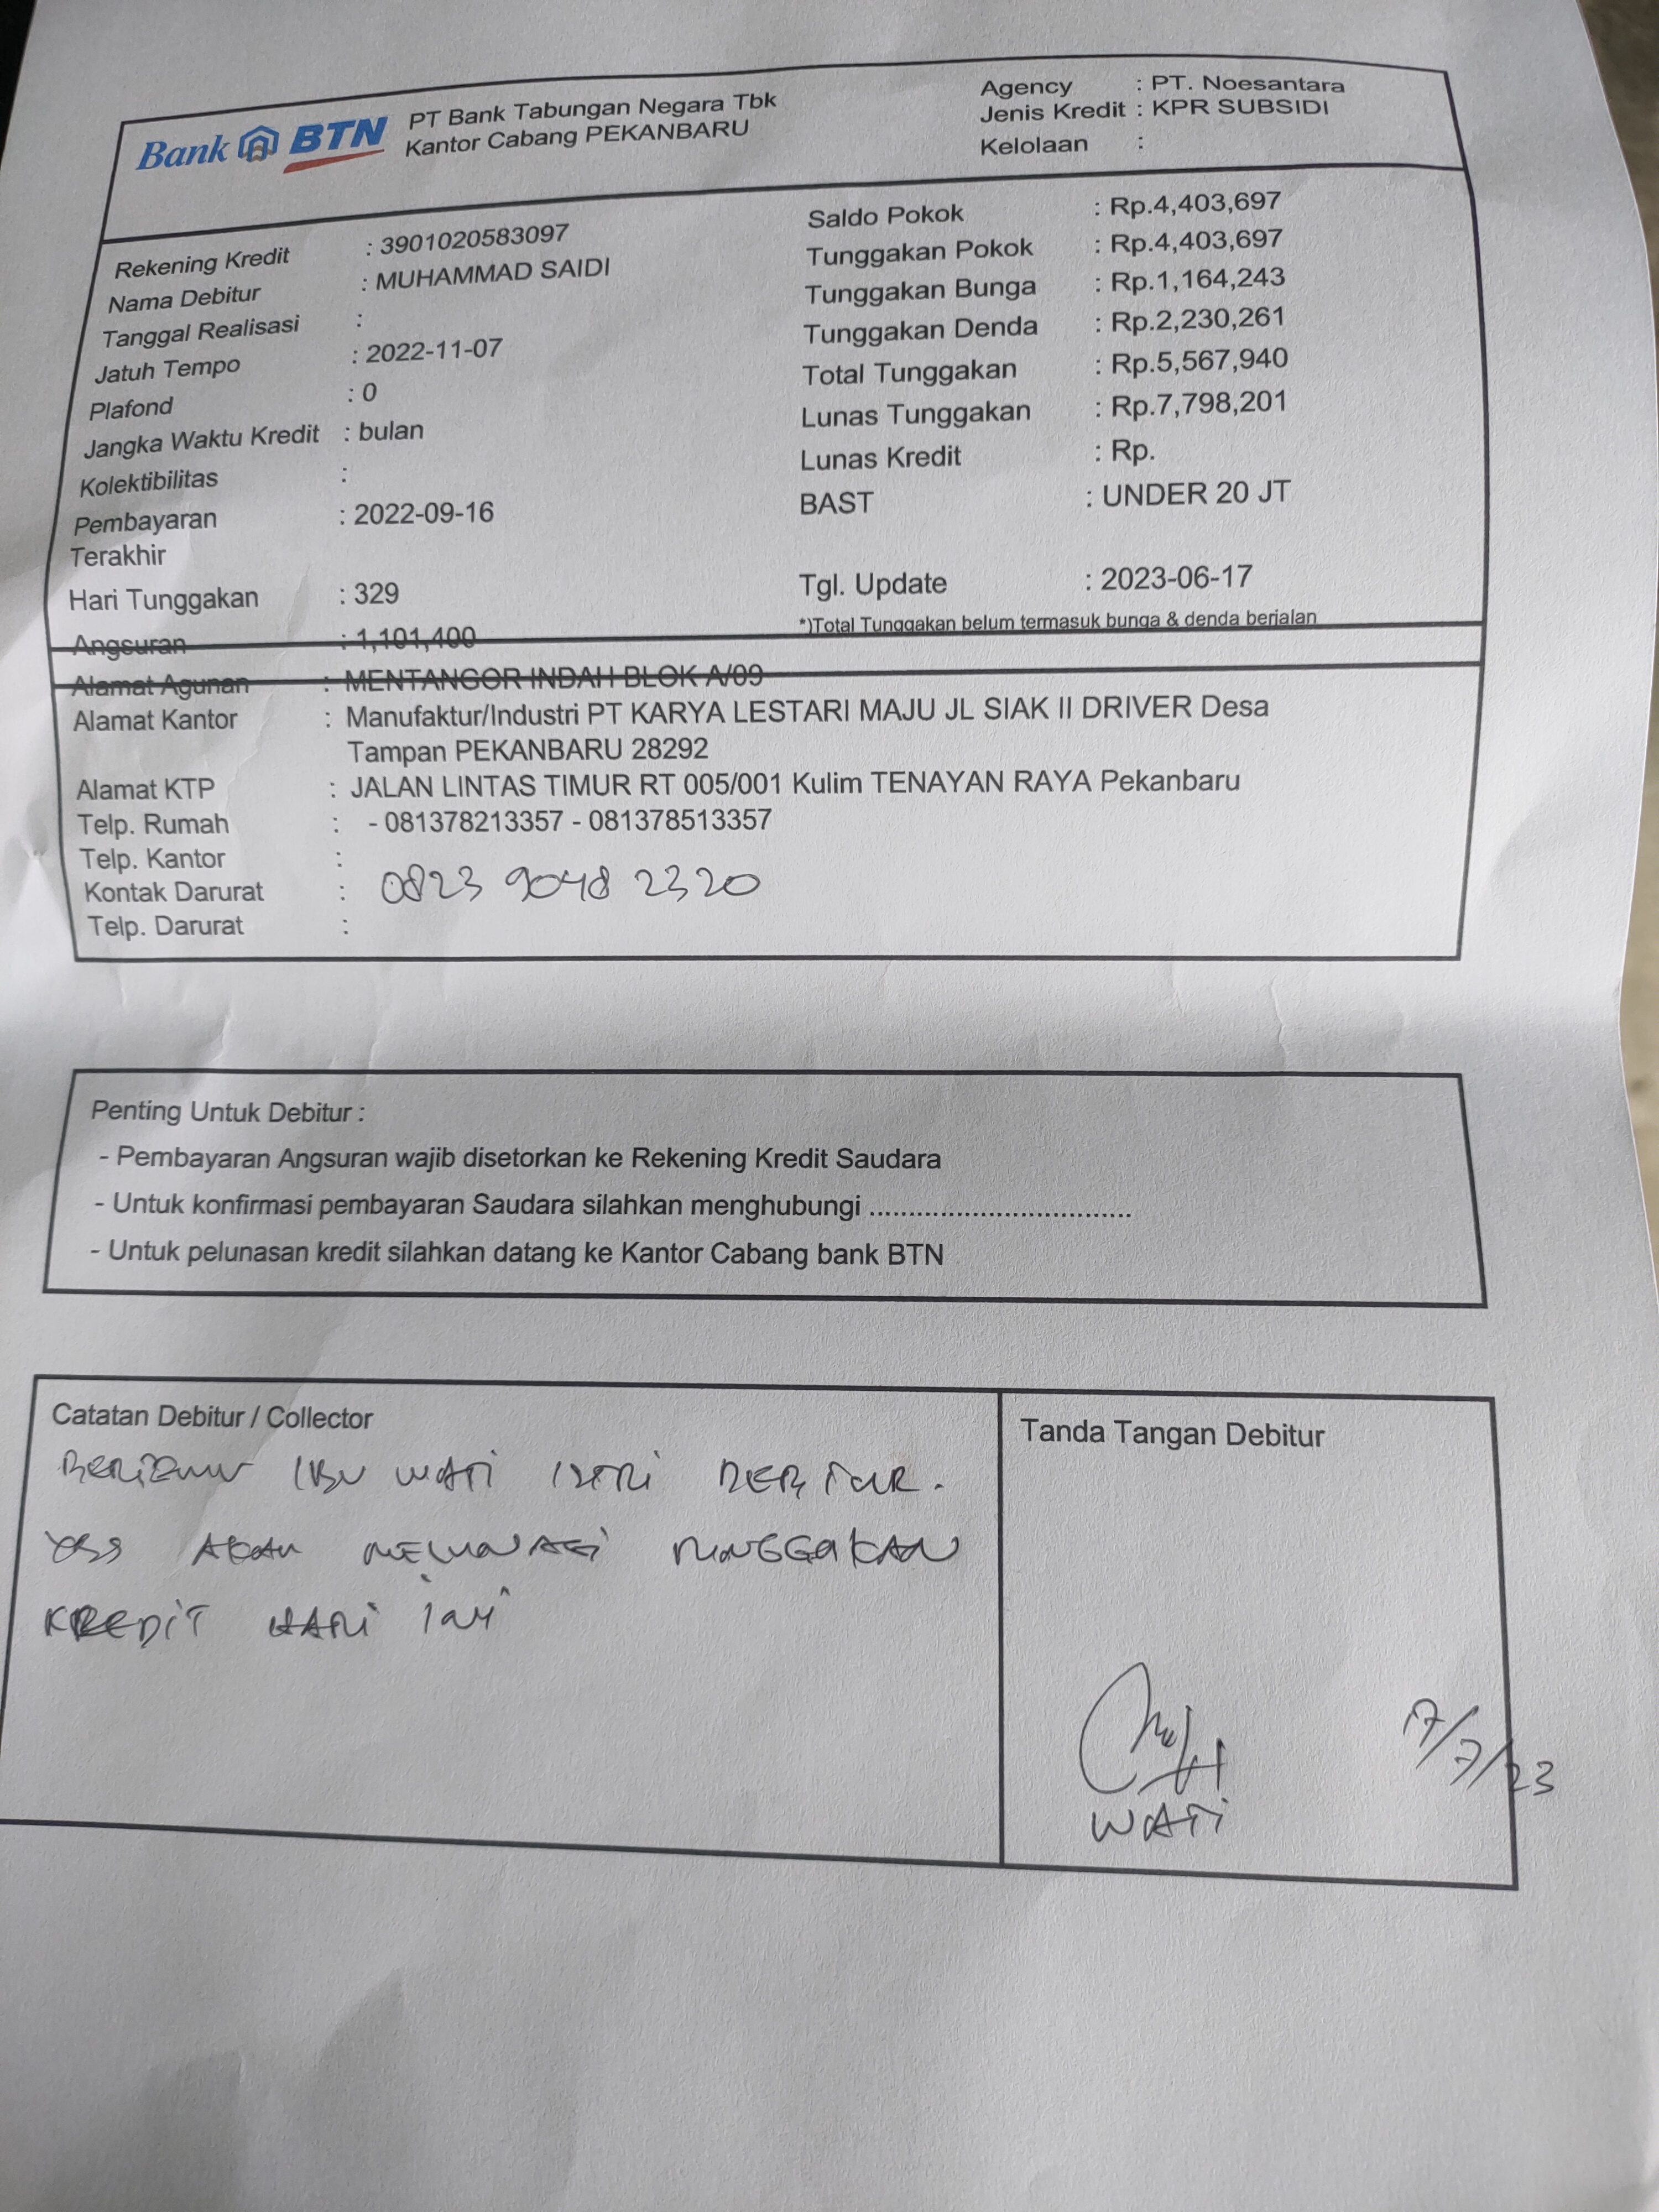 Bank BTN
PT Bank Tabungan Negara Tbk
Kantor Cabang PEKANBARU
Agency : PT. Noesantara
Jenis Kredit : KPR SUBSIDI
Kelolaan :
Rekening Kredit : 3901020583097
Nama Debitur : MUHAMMAD SAIDI
Tanggal Realisasi :
Jatuh Tempo : 2022-11-07
Plafond : 0
Jangka Waktu Kredit : bulan
Kolektibilitas :
Pembayaran : 2022-09-16
Terakhir
Hari Tunggakan : 329
Angsuran : 1,101,400
Saldo Pokok : Rp.4,403,697
Tunggakan Pokok : Rp.4,403,697
Tunggakan Bunga : Rp.1,164,243
Tunggakan Denda : Rp.2,230,261
Total Tunggakan : Rp.5,567,940
Lunas Tunggakan : Rp.7,798,201
Lunas Kredit : Rp.
BAST : UNDER 20 JT
Tgl. Update : 2023-06-17
*)Total Tunggakan belum termasuk bunga & denda berjalan
Alamat Agunan : MENTANGOR INDAH BLOK A/09
Alamat Kantor : Manufaktur/Industri PT KARYA LESTARI MAJU JL SIAK II DRIVER Desa
Tampan PEKANBARU 28292
Alamat KTP : JALAN LINTAS TIMUR RT 005/001 Kulim TENAYAN RAYA Pekanbaru
Telp. Rumah : - 081378213357 - 081378513357
Telp. Kantor :
Kontak Darurat : 0823 9048 2320
Telp. Darurat :
Penting Untuk Debitur :
- Pembayaran Angsuran wajib disetorkan ke Rekening Kredit Saudara
- Untuk konfirmasi pembayaran Saudara silahkan menghubungi .................................
- Untuk pelunasan kredit silahkan datang ke Kantor Cabang bank BTN
Catatan Debitur / Collector
IBU WATI ISTRI DEBITUR.
AKAN MELUNASI TUNGGAKAN
KREDIT HARI INI
Tanda Tangan Debitur
WATI
17/7/23